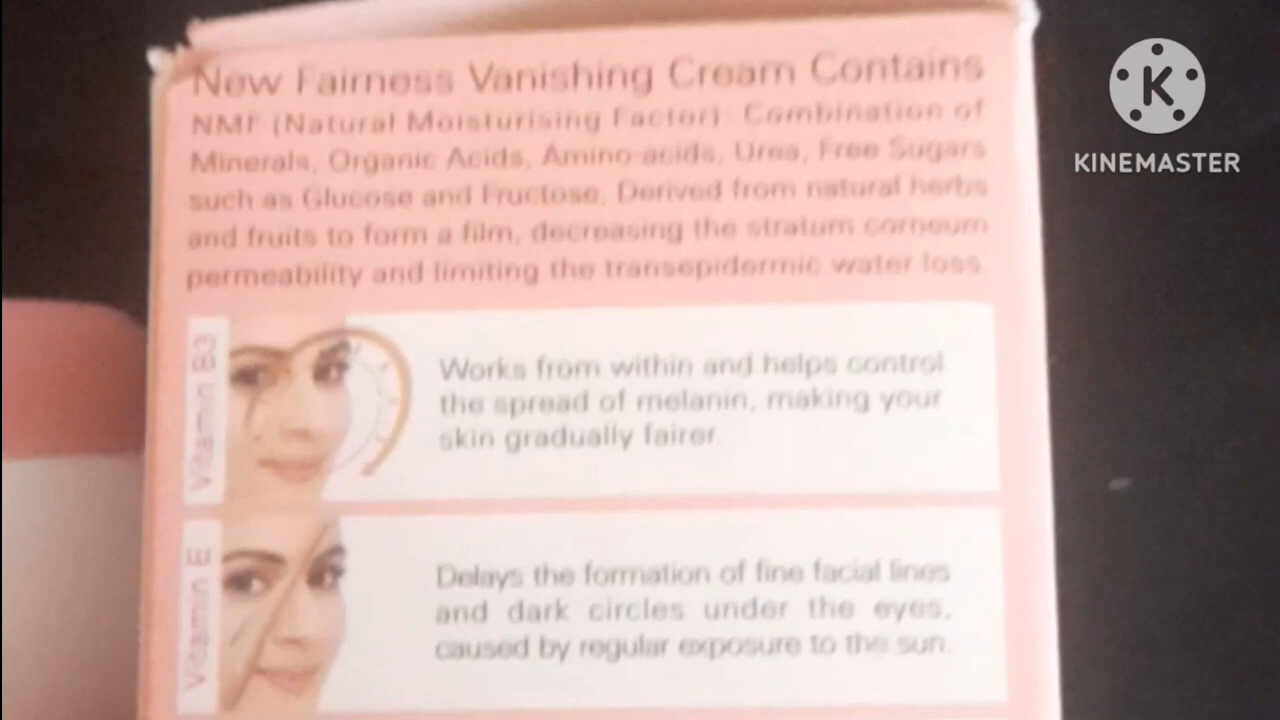 New Fairness Vanishing Cream Contains
NMF (Natural Moisturising Factor): Combination of
Minerals, Organic Acids, Amino-acids, Urea, Free Sugars
such as Glucose and Fructose, Derived from natural herbs
and fruits to form a film, decreasing the stratum corneum
permeability and limiting the transepidermic water loss.
Vitamin B3
Works from within and helps control
the spread of melanin, making your
skin gradually fairer.
Vitamin E
Delays the formation of fine facial lines
and dark circles under the eyes,
caused by regular exposure to the sun.
K
KINEMASTER